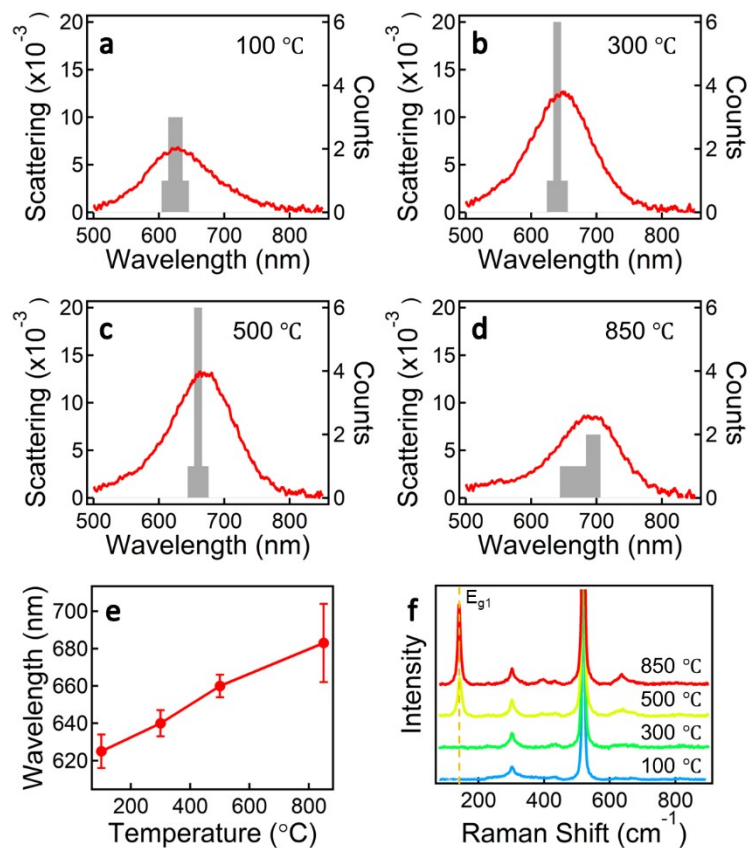 a
100 °C
20
15
10
5
0
Scattering (x10⁻³)
6
4
2
0
Counts
500 600 700 800
Wavelength (nm)
b
300 °C
20
15
10
5
0
Scattering (x10⁻³)
6
4
2
0
Counts
500 600 700 800
Wavelength (nm)
c
500 °C
20
15
10
5
0
Scattering (x10⁻³)
6
4
2
0
Counts
500 600 700 800
Wavelength (nm)
d
850 °C
20
15
10
5
0
Scattering (x10⁻³)
6
4
2
0
Counts
500 600 700 800
Wavelength (nm)
e
700
680
660
640
620
Wavelength (nm)
200 400 600 800
Temperature (°C)
f
Eg1
850 °C
500 °C
300 °C
100 °C
Intensity
200 400 600 800
Raman Shift (cm⁻¹)